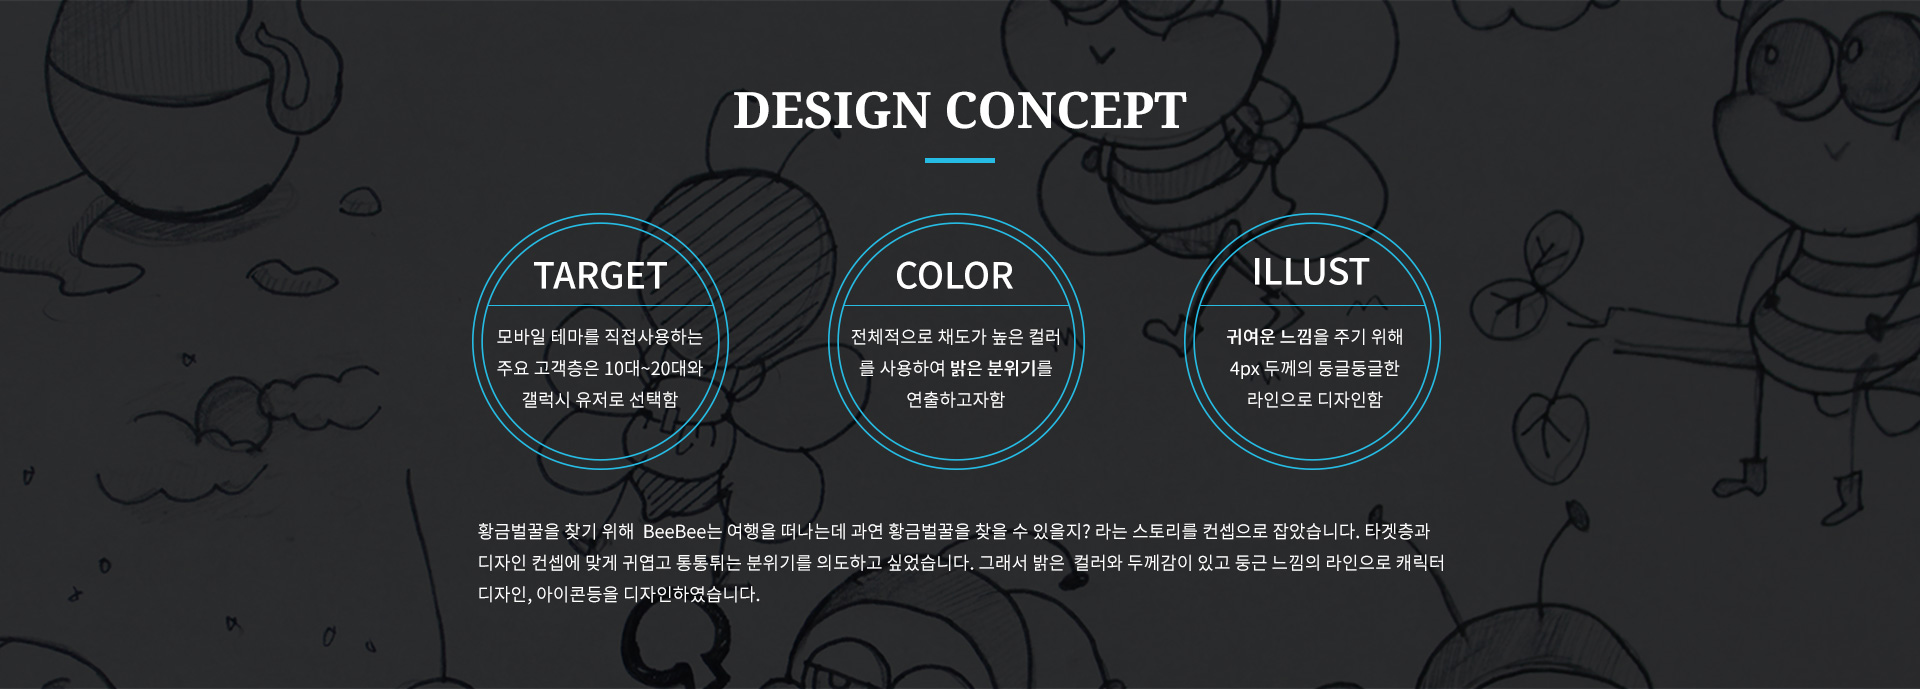 DESIGN CONCEPT
TARGET
모바일 테마를 직접사용하는
주요 고객층은 10대~20대와
갤럭시 유저로 선택함
COLOR
전체적으로 채도가 높은 컬러
를 사용하여 밝은 분위기를
연출하고자함
ILLUST
귀여운 느낌을 주기 위해
4px 두께의 둥글둥글한
라인으로 디자인함
황금벌꿀을 찾기 위해 BeeBee는 여행을 떠나는데 과연 황금벌꿀을 찾을 수 있을지? 라는 스토리를 컨셉으로 잡았습니다. 타겟층과
디자인 컨셉에 맞게 귀엽고 통통튀는 분위기를 의도하고 싶었습니다. 그래서 밝은 컬러와 두께감이 있고 둥근 느낌의 라인으로 캐릭터
디자인, 아이콘등을 디자인하였습니다.